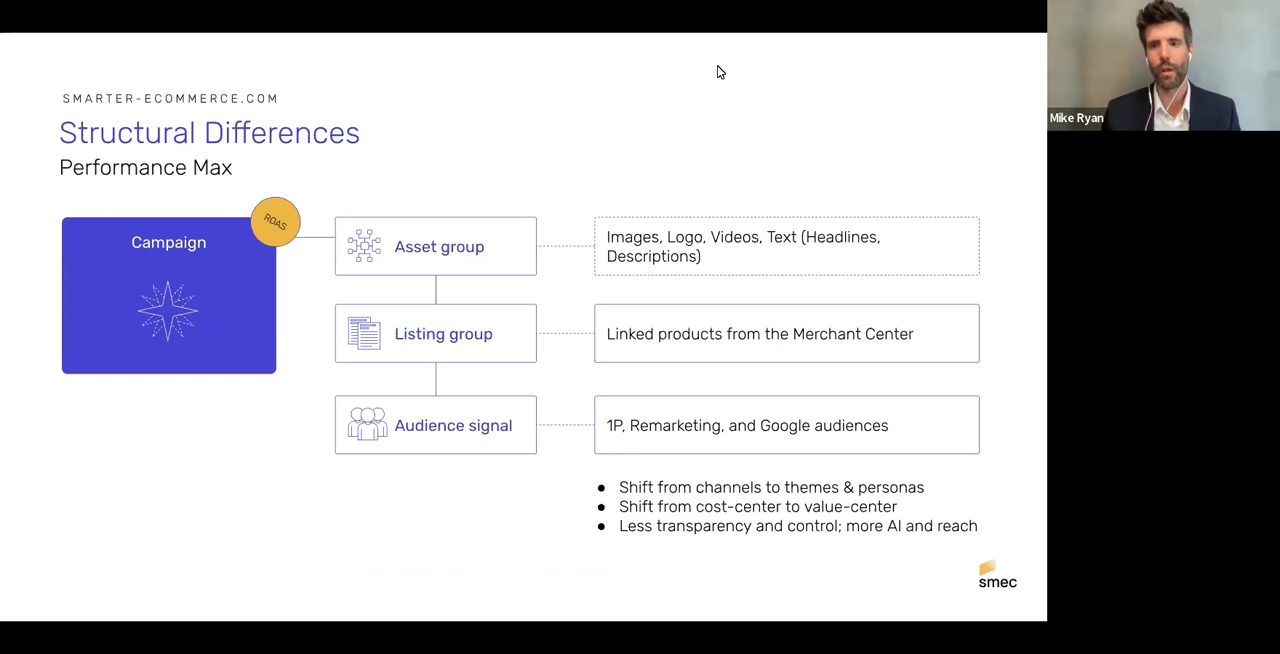 SMARTER-ECOMMERCE.COM
Structural Differences
Performance Max
ROAS
Campaign
Asset group
Images, Logo, Videos, Text (Headlines,
Descriptions)
Listing group
Linked products from the Merchant Center
Audience signal
1P, Remarketing, and Google audiences
● Shift from channels to themes & personas
● Shift from cost-center to value-center
● Less transparency and control; more AI and reach
smec
Mike Ryan